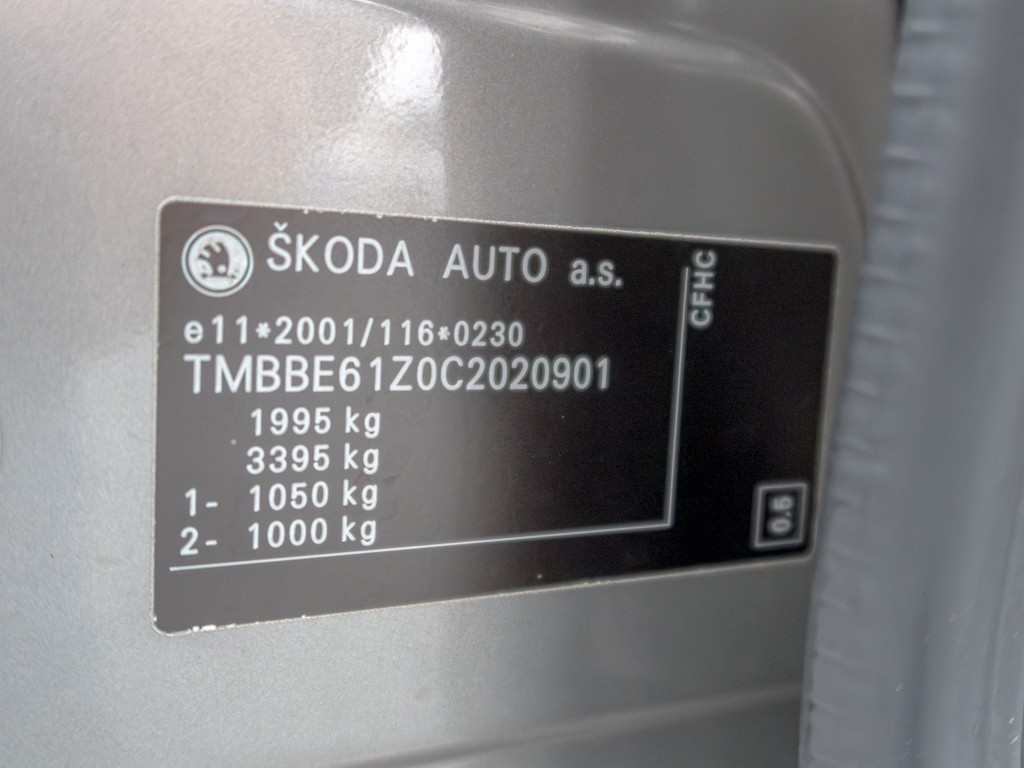 ŠKODA AUTO a.s.
e11*2001/116*0230
TMBBE61Z0C2020901
1995 kg
3395 kg
1- 1050 kg
2- 1000 kg
CFHC
0.5